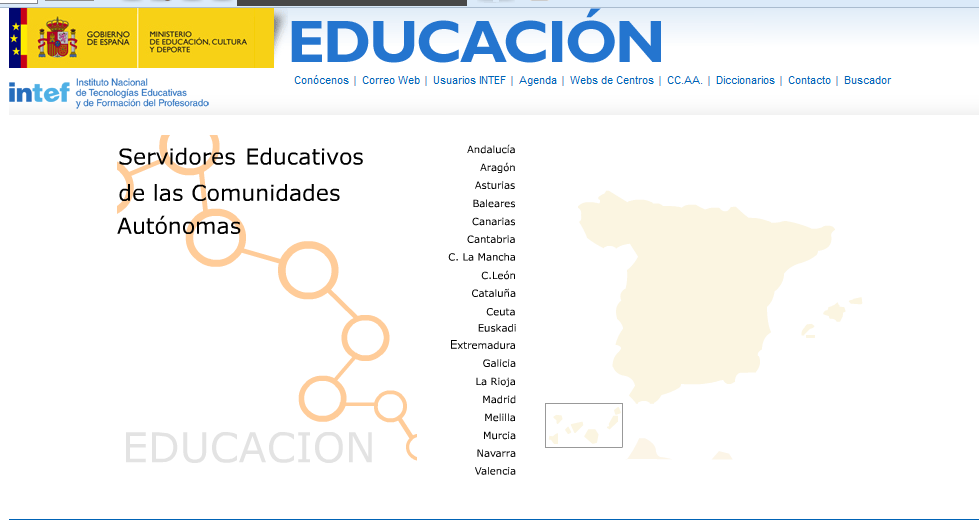 GOBIERNO
DE ESPAÑA
MINISTERIO
DE EDUCACIÓN, CULTURA
Y DEPORTE
EDUCACIÓN
intef
Instituto Nacional
de Tecnologías Educativas
y de Formación del Profesorado
Conócenos | Correo Web | Usuarios INTEF | Agenda | Webs de Centros | CC.AA. | Diccionarios | Contacto | Buscador
Servidores Educativos
de las Comunidades
Autónomas
EDUCACION
Andalucía
Aragón
Asturias
Baleares
Canarias
Cantabria
C. La Mancha
C.León
Cataluña
Ceuta
Euskadi
Extremadura
Galicia
La Rioja
Madrid
Melilla
Murcia
Navarra
Valencia